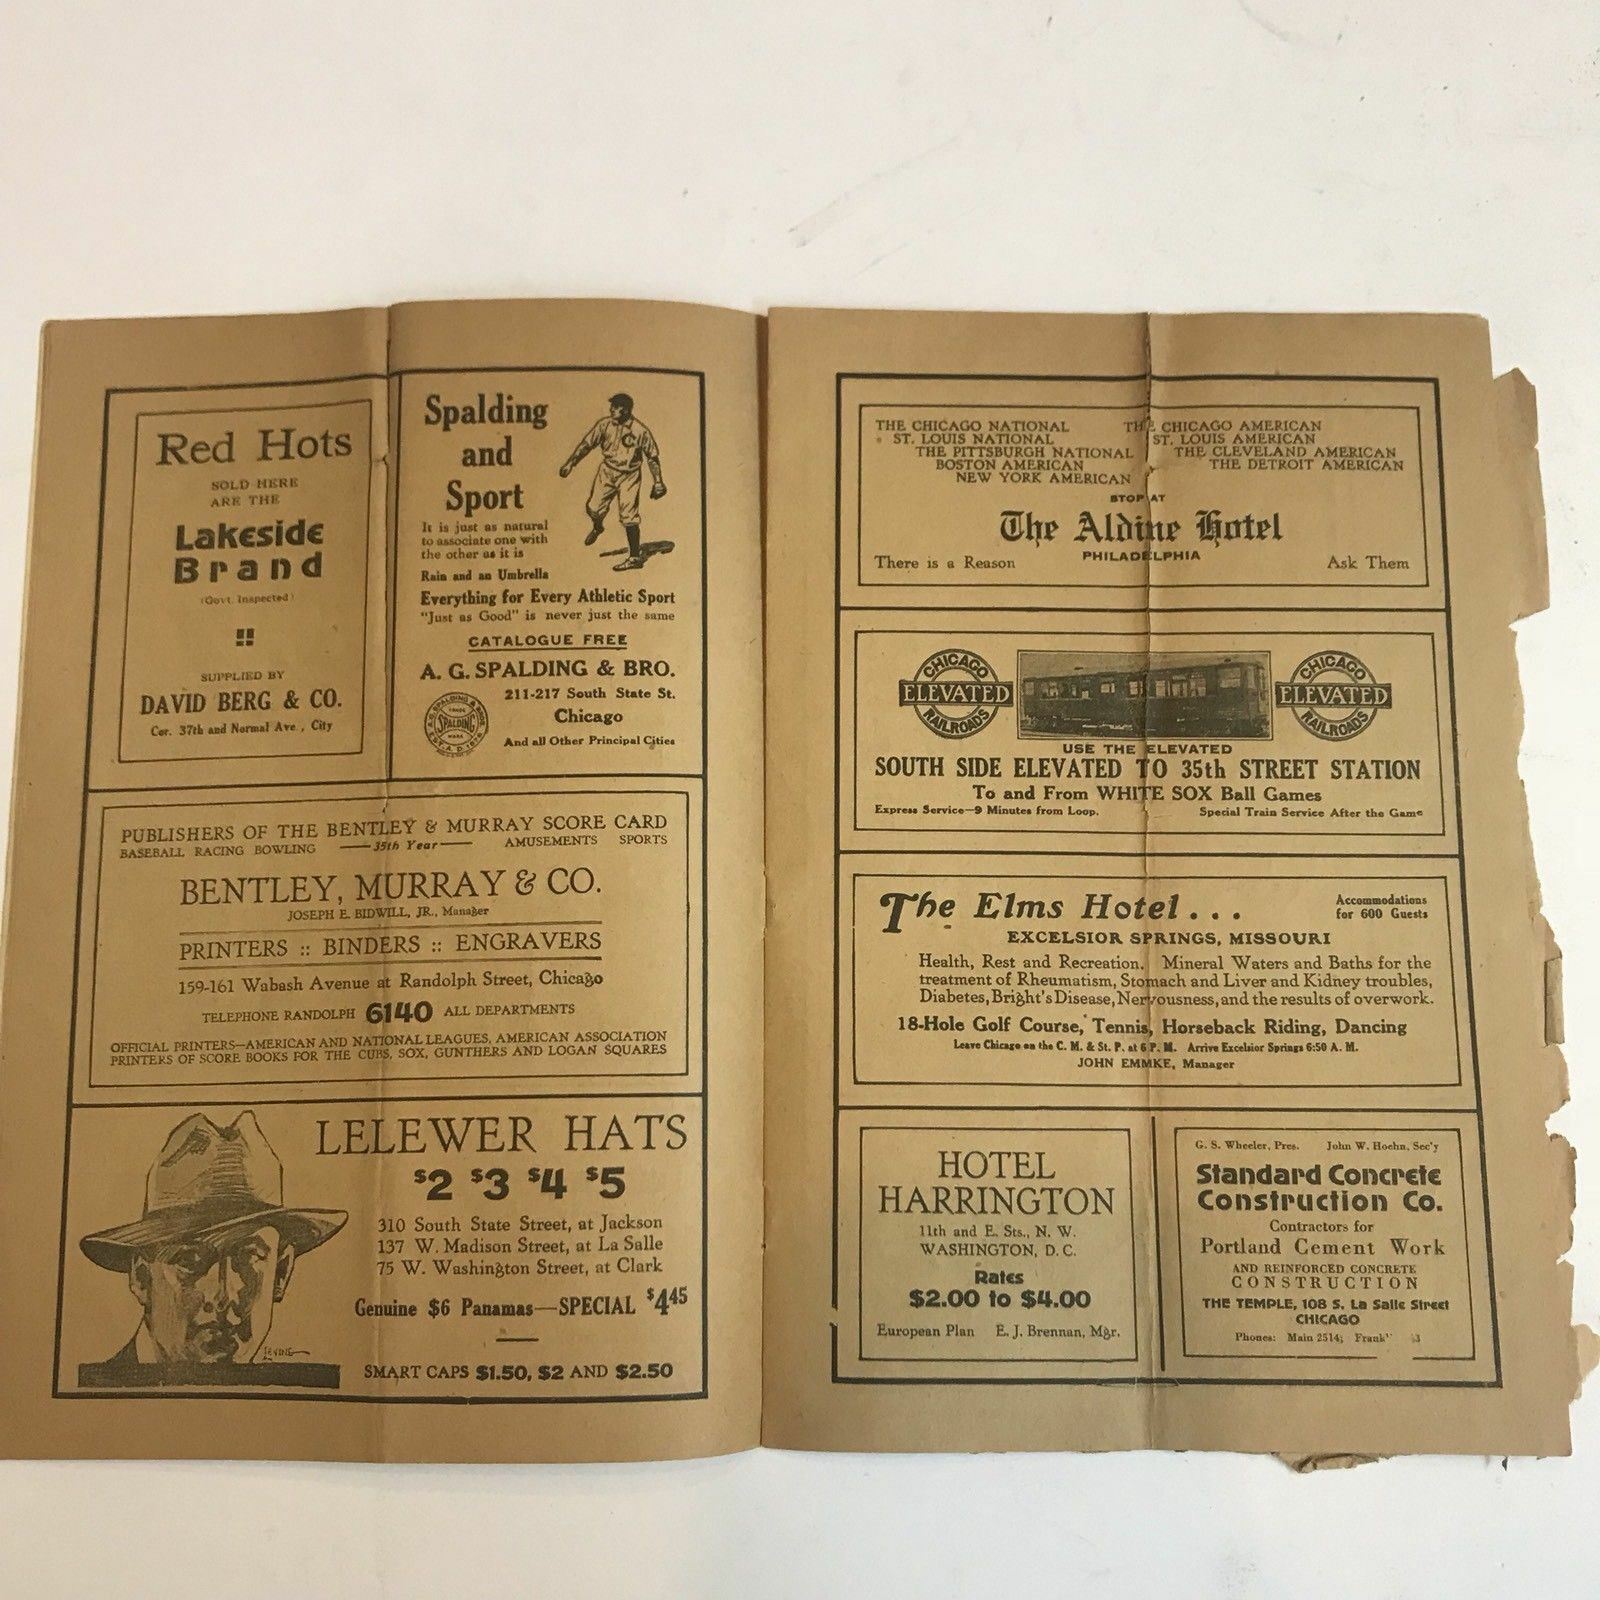 Red Hots
SOLD HERE
ARE THE
Lakeside
Brand
(Govt. Inspected)
!!
SUPPLIED BY
DAVID BERG & CO.
Cor. 37th and Normal Ave., City
Spalding
and
Sport
C
It is just as natural
to associate one with
the other as it is
Rain and an Umbrella
Everything for Every Athletic Sport
"Just as Good" is never just the same
CATALOGUE FREE
A. G. SPALDING & BRO.
SPALDING
TRADE
MARK
211-217 South State St.
Chicago
And all Other Principal Cities
PUBLISHERS OF THE BENTLEY & MURRAY SCORE CARD
BASEBALL RACING BOWLING —35th Year— AMUSEMENTS SPORTS
BENTLEY, MURRAY & CO.
JOSEPH E. BIDWILL, JR., Manager
PRINTERS :: BINDERS :: ENGRAVERS
159-161 Wabash Avenue at Randolph Street, Chicago
TELEPHONE RANDOLPH 6140 ALL DEPARTMENTS
OFFICIAL PRINTERS—AMERICAN AND NATIONAL LEAGUES, AMERICAN ASSOCIATION
PRINTERS OF SCORE BOOKS FOR THE CUBS, SOX, GUNTHERS AND LOGAN SQUARES
LELEWER HATS
$2 $3 $4 $5
310 South State Street, at Jackson
137 W. Madison Street, at La Salle
75 W. Washington Street, at Clark
Genuine $6 Panamas—SPECIAL $4.45
LEVINE
SMART CAPS $1.50, $2 AND $2.50
THE CHICAGO NATIONAL THE CHICAGO AMERICAN
ST. LOUIS NATIONAL ST. LOUIS AMERICAN
THE PITTSBURGH NATIONAL THE CLEVELAND AMERICAN
BOSTON AMERICAN THE DETROIT AMERICAN
NEW YORK AMERICAN
STOP AT
The Aldine Hotel
PHILADELPHIA
There is a Reason Ask Them
CHICAGO
ELEVATED
RAILROADS
CHICAGO
ELEVATED
RAILROADS
USE THE ELEVATED
SOUTH SIDE ELEVATED TO 35th STREET STATION
To and From WHITE SOX Ball Games
Express Service—9 Minutes from Loop. Special Train Service After the Game
The Elms Hotel...
Accommodations
for 600 Guests
EXCELSIOR SPRINGS, MISSOURI
Health, Rest and Recreation. Mineral Waters and Baths for the
treatment of Rheumatism, Stomach and Liver and Kidney troubles,
Diabetes, Bright's Disease, Nervousness, and the results of overwork.
18-Hole Golf Course, Tennis, Horseback Riding, Dancing
Leave Chicago on the C. M. & St. P. at 6 P. M. Arrive Excelsior Springs 6:50 A. M.
JOHN EMMKE, Manager
HOTEL
HARRINGTON
11th and E. Sts., N. W.
WASHINGTON, D. C.
Rates
$2.00 to $4.00
European Plan E. J. Brennan, Mgr.
G. S. Wheeler, Pres. John W. Hoehn, Sec'y
Standard Concrete
Construction Co.
Contractors for
Portland Cement Work
AND REINFORCED CONCRETE
CONSTRUCTION
THE TEMPLE, 108 S. La Salle Street
CHICAGO
Phones: Main 2514;